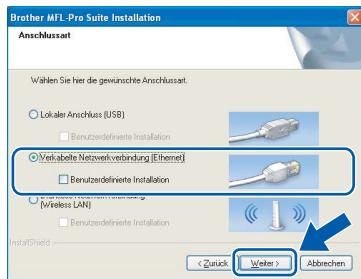 Brother MFL-Pro Suite Installation
Anschlussart
Wählen Sie hier die gewünschte Anschlussart.
Lokaler Anschluss (USB)
Benutzerdefinierte Installation
Verkabelte Netzwerkverbindung (Ethernet)
Benutzerdefinierte Installation
(Wireless LAN)
Benutzerdefinierte Installation
InstallShield
< Zurück
Weiter >
Abbrechen